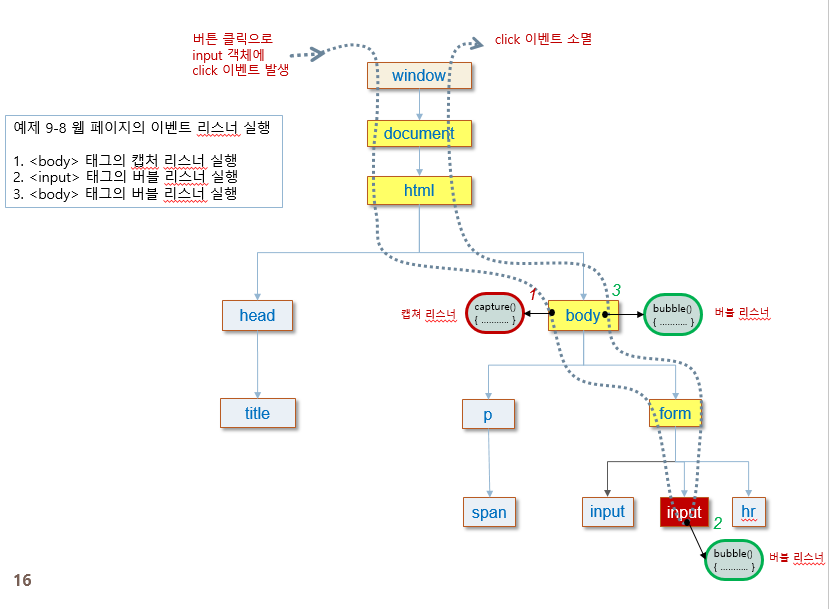 버튼 클릭으로
input 객체에
click 이벤트 발생
click 이벤트 소멸
window
예제 9-8 웹 페이지의 이벤트 리스너 실행
1. <body> 태그의 캡처 리스너 실행
2. <input> 태그의 버블 리스너 실행
3. <body> 태그의 버블 리스너 실행
document
html
head
캡쳐 리스너
capture()
{ ........... }
1
body
3
bubble()
{ ........... }
버블 리스너
title
p
form
span
input
input
2
hr
bubble()
{ ........... }
버블 리스너
16